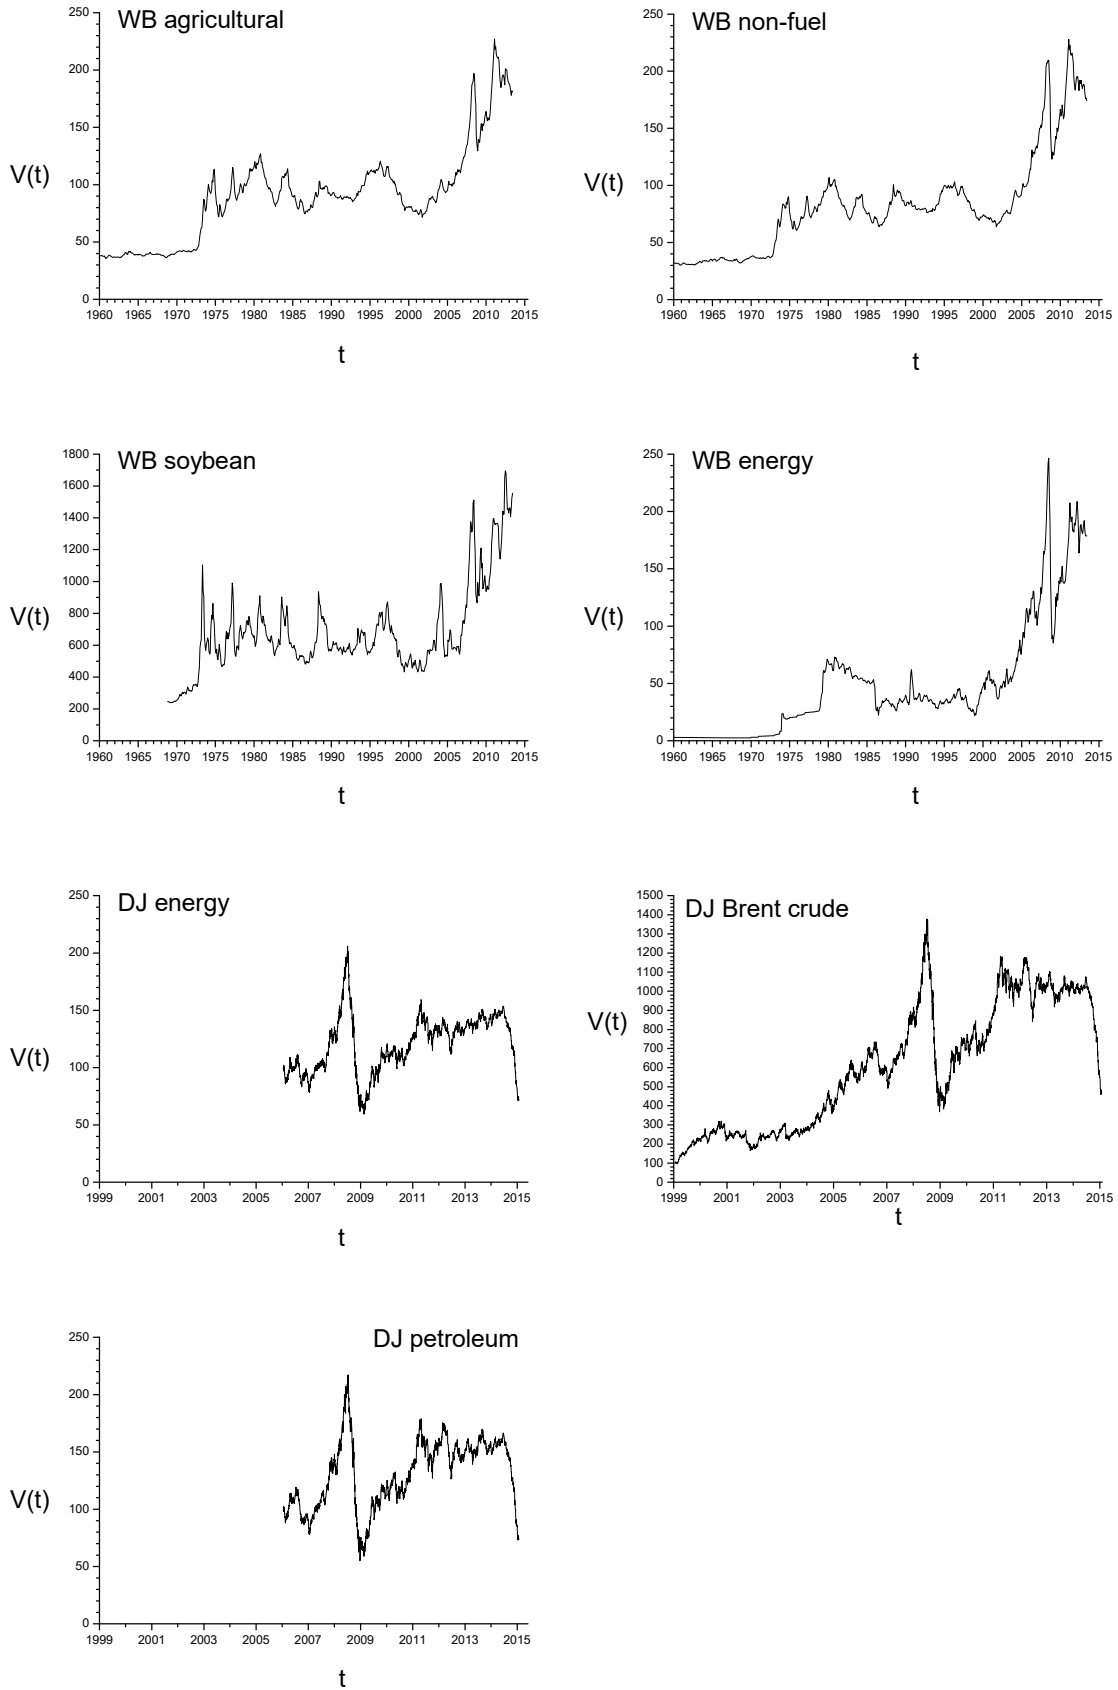 WB agricultural
250
200
150
100
50
0
V(t)
1960 1965 1970 1975 1980 1985 1990 1995 2000 2005 2010 2015
t
WB non-fuel
250
200
150
100
50
0
V(t)
1960 1965 1970 1975 1980 1985 1990 1995 2000 2005 2010 2015
t
WB soybean
1800
1600
1400
1200
1000
800
600
400
200
0
V(t)
1960 1965 1970 1975 1980 1985 1990 1995 2000 2005 2010 2015
t
WB energy
250
200
150
100
50
0
V(t)
1960 1965 1970 1975 1980 1985 1990 1995 2000 2005 2010 2015
t
DJ energy
250
200
150
100
50
0
V(t)
1999 2001 2003 2005 2007 2009 2011 2013 2015
t
DJ Brent crude
1500
1400
1300
1200
1100
1000
900
800
700
600
500
400
300
200
100
0
V(t)
1999 2001 2003 2005 2007 2009 2011 2013 2015
t
DJ petroleum
250
200
150
100
50
0
V(t)
1999 2001 2003 2005 2007 2009 2011 2013 2015
t